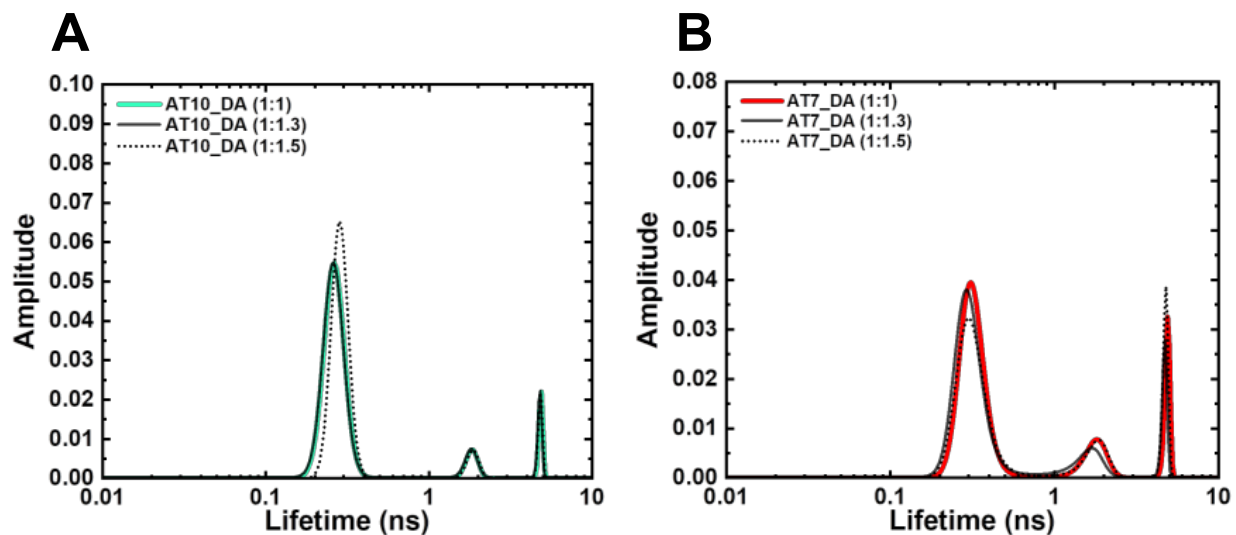 A
0.10
0.09
0.08
0.07
0.06
0.05
0.04
0.03
0.02
0.01
0.00
Amplitude
AT10_DA (1:1)
AT10_DA (1:1.3)
AT10_DA (1:1.5)
0.01
0.1
1
10
Lifetime (ns)
B
0.08
0.07
0.06
0.05
0.04
0.03
0.02
0.01
0.00
Amplitude
AT7_DA (1:1)
AT7_DA (1:1.3)
AT7_DA (1:1.5)
0.01
0.1
1
10
Lifetime (ns)